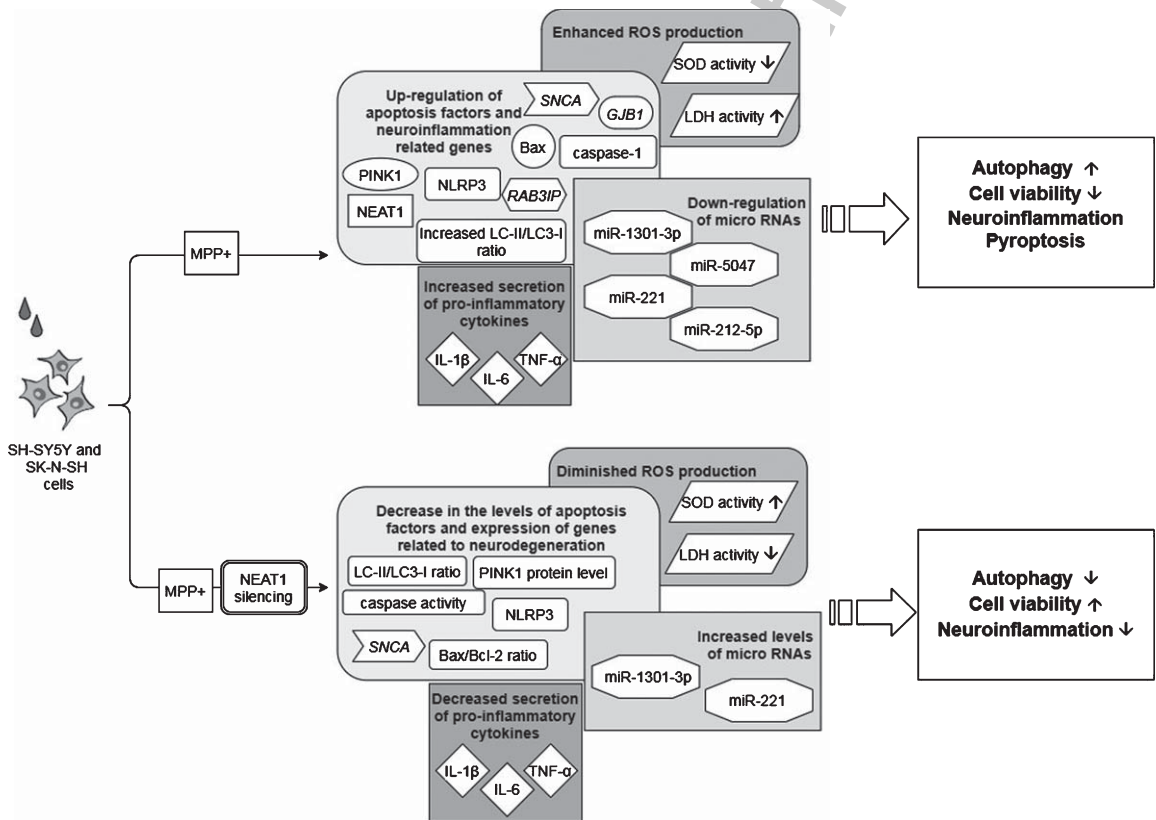 SH-SY5Y and
SK-N-SH
cells
MPP+
Up-regulation of
apoptosis factors and
neuroinflammation
related genes
SNCA
GJB1
Bax
caspase-1
PINK1
NLRP3
RAB3IP
NEAT1
Increased LC-II/LC3-I
ratio
Enhanced ROS production
SOD activity ↓
LDH activity ↑
Down-regulation
of micro RNAs
miR-1301-3p
miR-5047
miR-221
miR-212-5p
Increased secretion
of pro-inflammatory
cytokines
IL-1β
IL-6
TNF-α
Autophagy ↑
Cell viability ↓
Neuroinflammation
Pyroptosis
MPP+
NEAT1
silencing
Decrease in the levels of apoptosis
factors and expression of genes
related to neurodegeneration
LC-II/LC3-I ratio
PINK1 protein level
caspase activity
NLRP3
SNCA
Bax/Bcl-2 ratio
Diminished ROS production
SOD activity ↑
LDH activity ↓
Increased levels
of micro RNAs
miR-1301-3p
miR-221
Decreased secretion
of pro-inflammatory
cytokines
IL-1β
IL-6
TNF-α
Autophagy ↓
Cell viability ↑
Neuroinflammation ↓